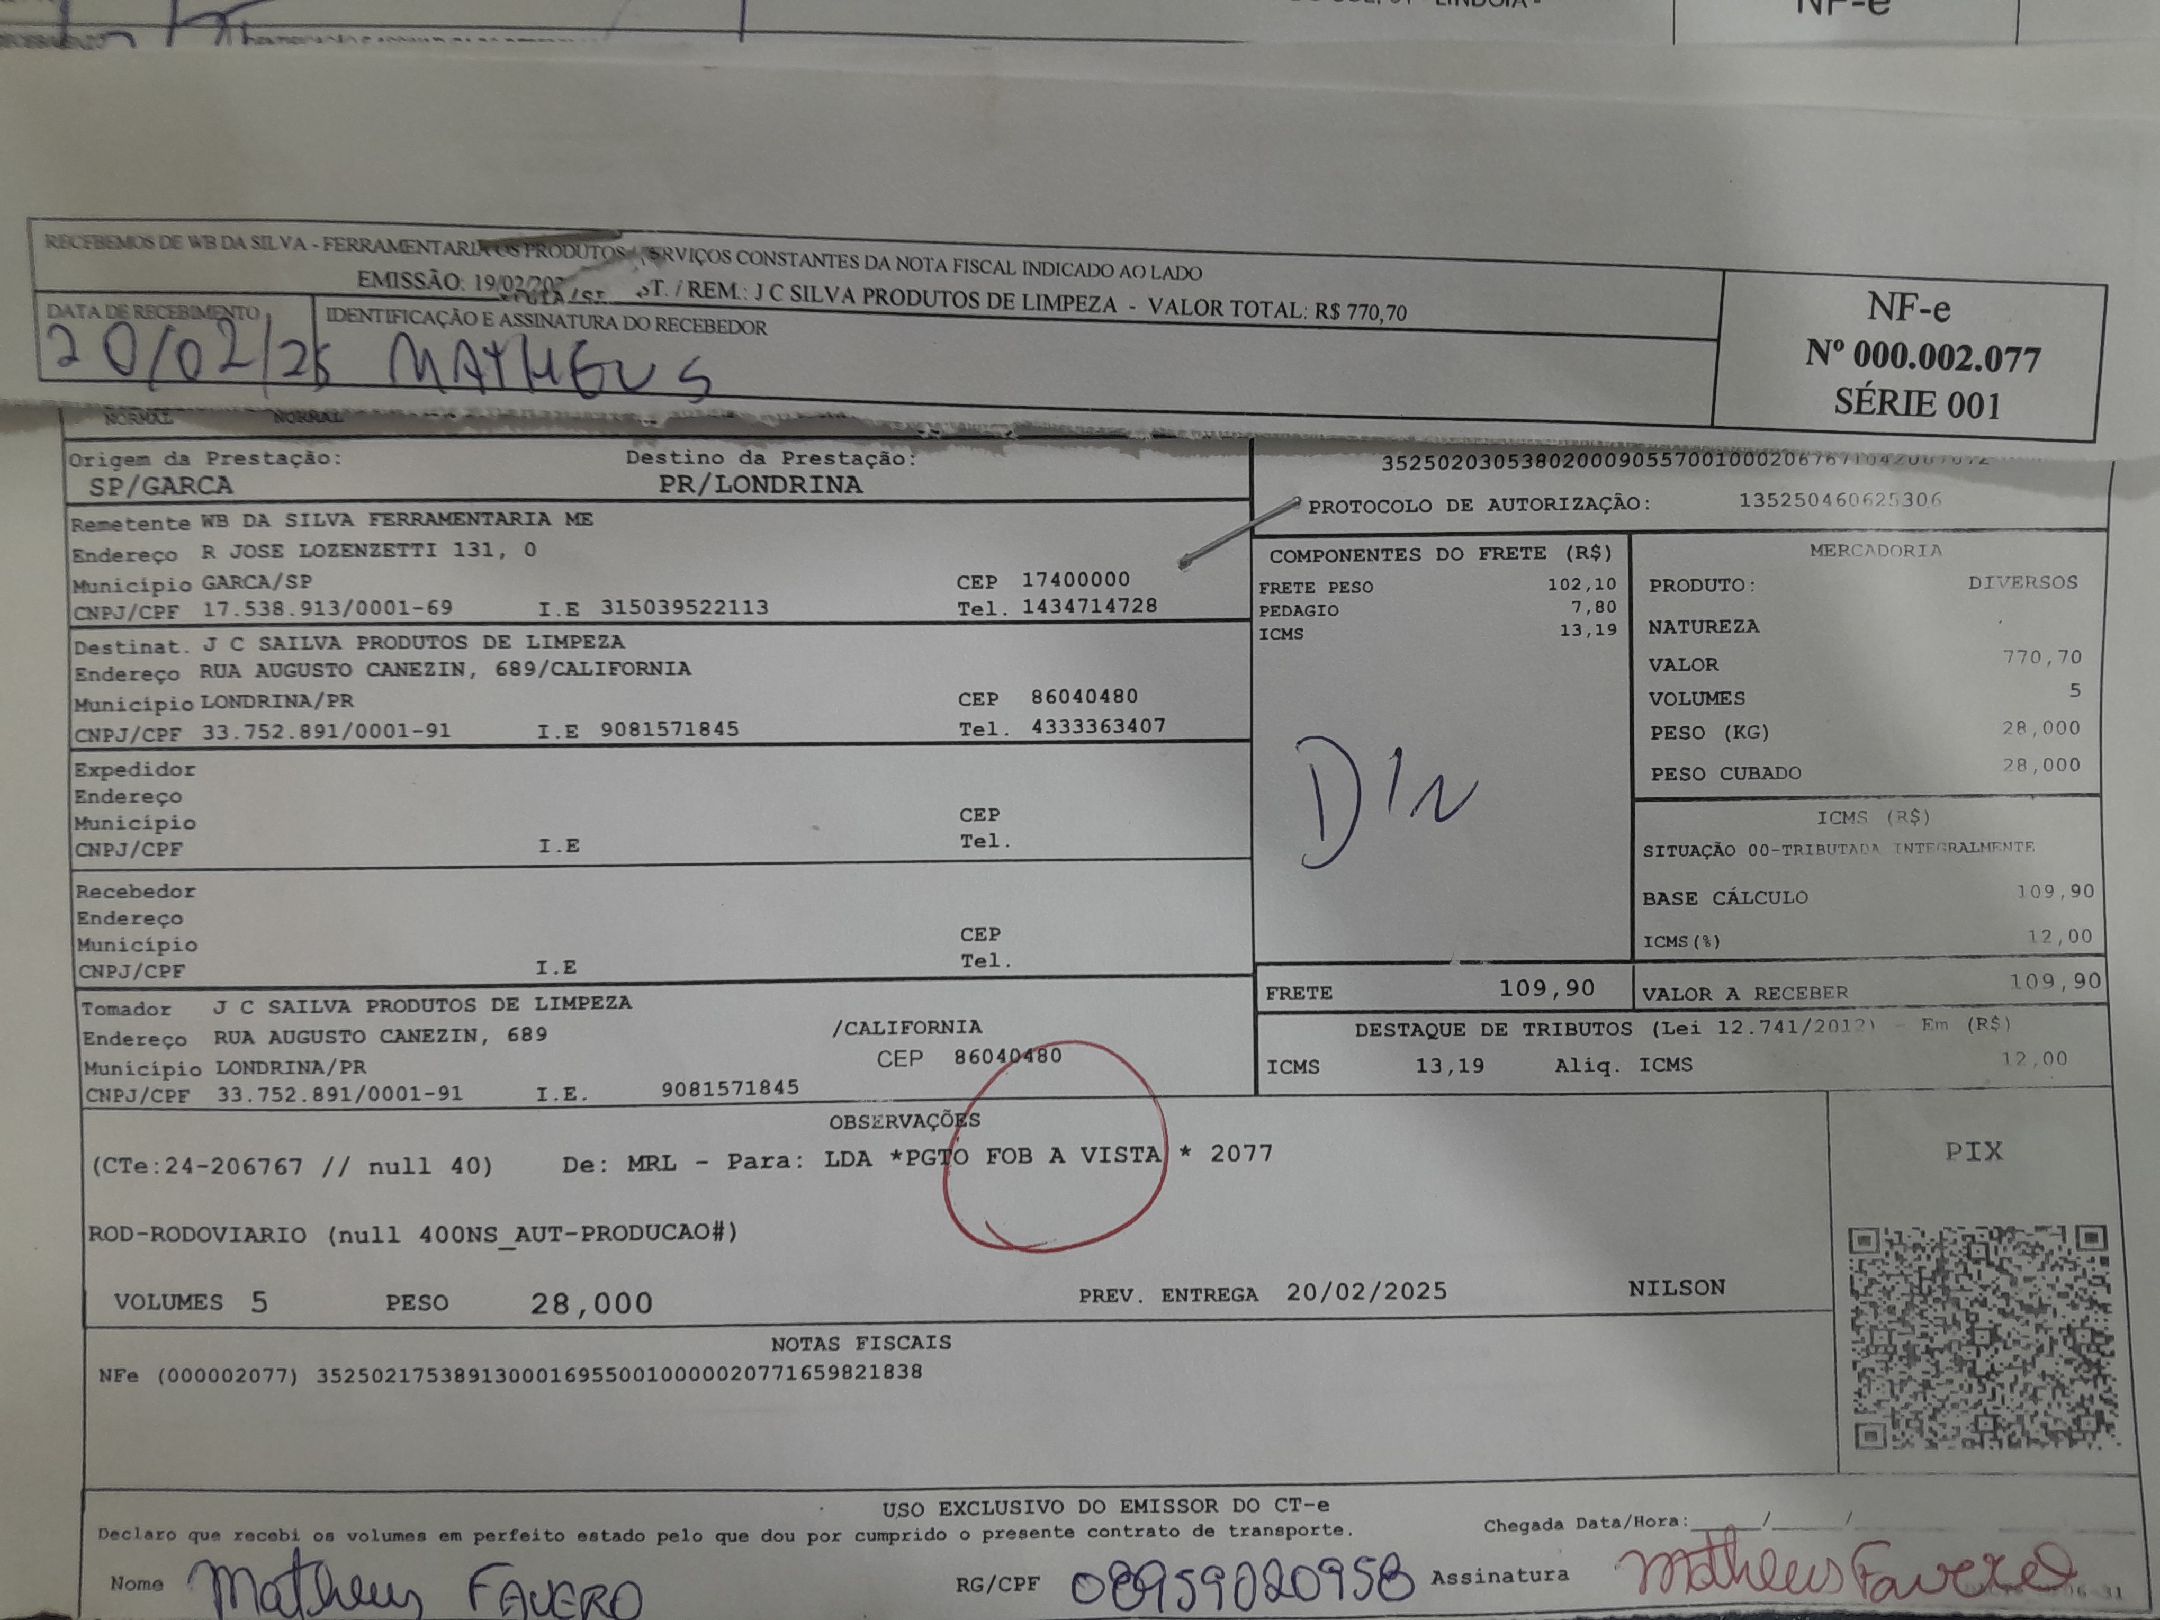 NF-e
RECEBEMOS DE WB DA SILVA - FERRAMENTARIA OS PRODUTOS / SERVIÇOS CONSTANTES DA NOTA FISCAL INDICADO AO LADO
EMISSÃO: 19/02/ DEST. / REM.: J C SILVA PRODUTOS DE LIMPEZA - VALOR TOTAL: R$ 770,70
DATA DE RECEBIMENTO IDENTIFICAÇÃO E ASSINATURA DO RECEBEDOR
20/02/25 MATHEUS
NF-e
Nº 000.002.077
SÉRIE 001
NORMAL NORMAL
Origem da Prestação: Destino da Prestação:
SP/GARCA PR/LONDRINA
PROTOCOLO DE AUTORIZAÇÃO: 135250460625306
Remetente WB DA SILVA FERRAMENTARIA ME
Endereço R JOSE LOZENZETTI 131, 0
Município GARCA/SP CEP 17400000
CNPJ/CPF 17.538.913/0001-69 I.E 315039522113 Tel. 1434714728
Destinat. J C SAILVA PRODUTOS DE LIMPEZA
Endereço RUA AUGUSTO CANEZIN, 689/CALIFORNIA
Município LONDRINA/PR CEP 86040480
CNPJ/CPF 33.752.891/0001-91 I.E 9081571845 Tel. 4333363407
Expedidor
Endereço
Município CEP
CNPJ/CPF I.E Tel.
Recebedor
Endereço
Município CEP
CNPJ/CPF I.E Tel.
Tomador J C SAILVA PRODUTOS DE LIMPEZA
Endereço RUA AUGUSTO CANEZIN, 689 /CALIFORNIA
Município LONDRINA/PR CEP 86040480
CNPJ/CPF 33.752.891/0001-91 I.E. 9081571845
COMPONENTES DO FRETE (R$)
FRETE PESO 102,10
PEDAGIO 7,80
ICMS 13,19
DIN
FRETE 109,90
MERCADORIA
PRODUTO: DIVERSOS
NATUREZA
VALOR 770,70
VOLUMES 5
PESO (KG) 28,000
PESO CUBADO 28,000
ICMS (R$)
SITUAÇÃO 00-TRIBUTADA INTEGRALMENTE
BASE CÁLCULO 109,90
ICMS(%) 12,00
VALOR A RECEBER 109,90
DESTAQUE DE TRIBUTOS (Lei 12.741/2012) - Em (R$)
ICMS 13,19 Aliq. ICMS 12,00
OBSERVAÇÕES
(CTe:24-206767 // null 40) De: MRL - Para: LDA *PGTO FOB A VISTA * 2077
ROD-RODOVIARIO (null 400NS_AUT-PRODUCAO#)
VOLUMES 5 PESO 28,000 PREV. ENTREGA 20/02/2025 NILSON
PIX
NOTAS FISCAIS
NFe (000002077) 35250217538913000169550010000020771659821838
USO EXCLUSIVO DO EMISSOR DO CT-e
Declaro que recebi os volumes em perfeito estado pelo que dou por cumprido o presente contrato de transporte. Chegada Data/Hora:____/____/
Nome Matheus FAVERO RG/CPF 08959020958 Assinatura Matheus Favero